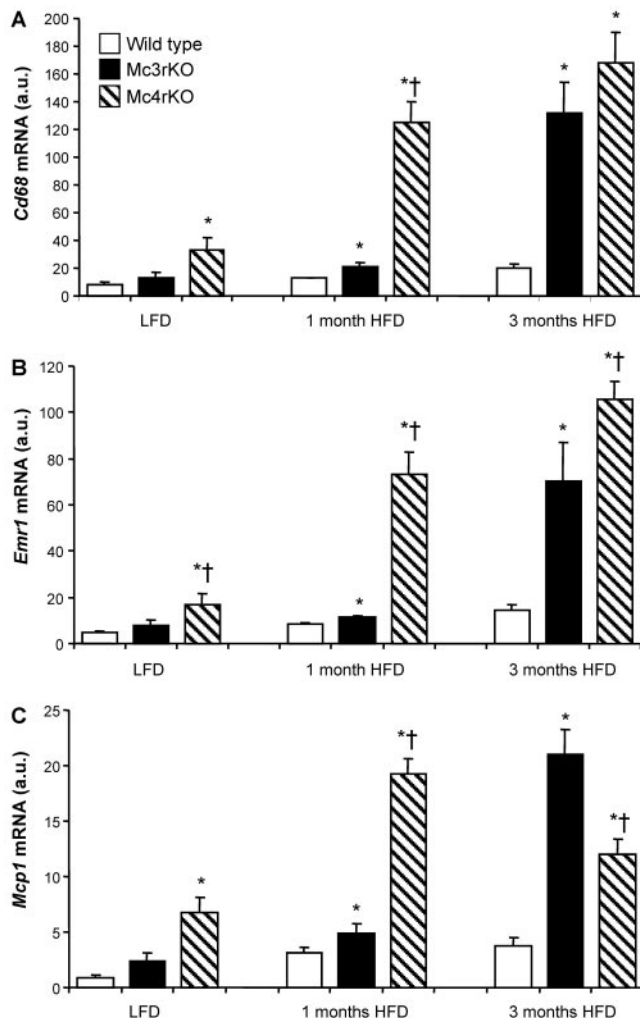 A
Cd68 mRNA (a.u.)
200
180
160
140
120
100
80
60
40
20
0
Wild type
Mc3rKO
Mc4rKO
*
*
*†
*
*
LFD
1 month HFD
3 months HFD
B
Emr1 mRNA (a.u.)
120
100
80
60
40
20
0
*†
*
*†
*
*†
LFD
1 month HFD
3 months HFD
C
Mcp1 mRNA (a.u.)
25
20
15
10
5
0
*
*
*†
*
*†
LFD
1 months HFD
3 months HFD